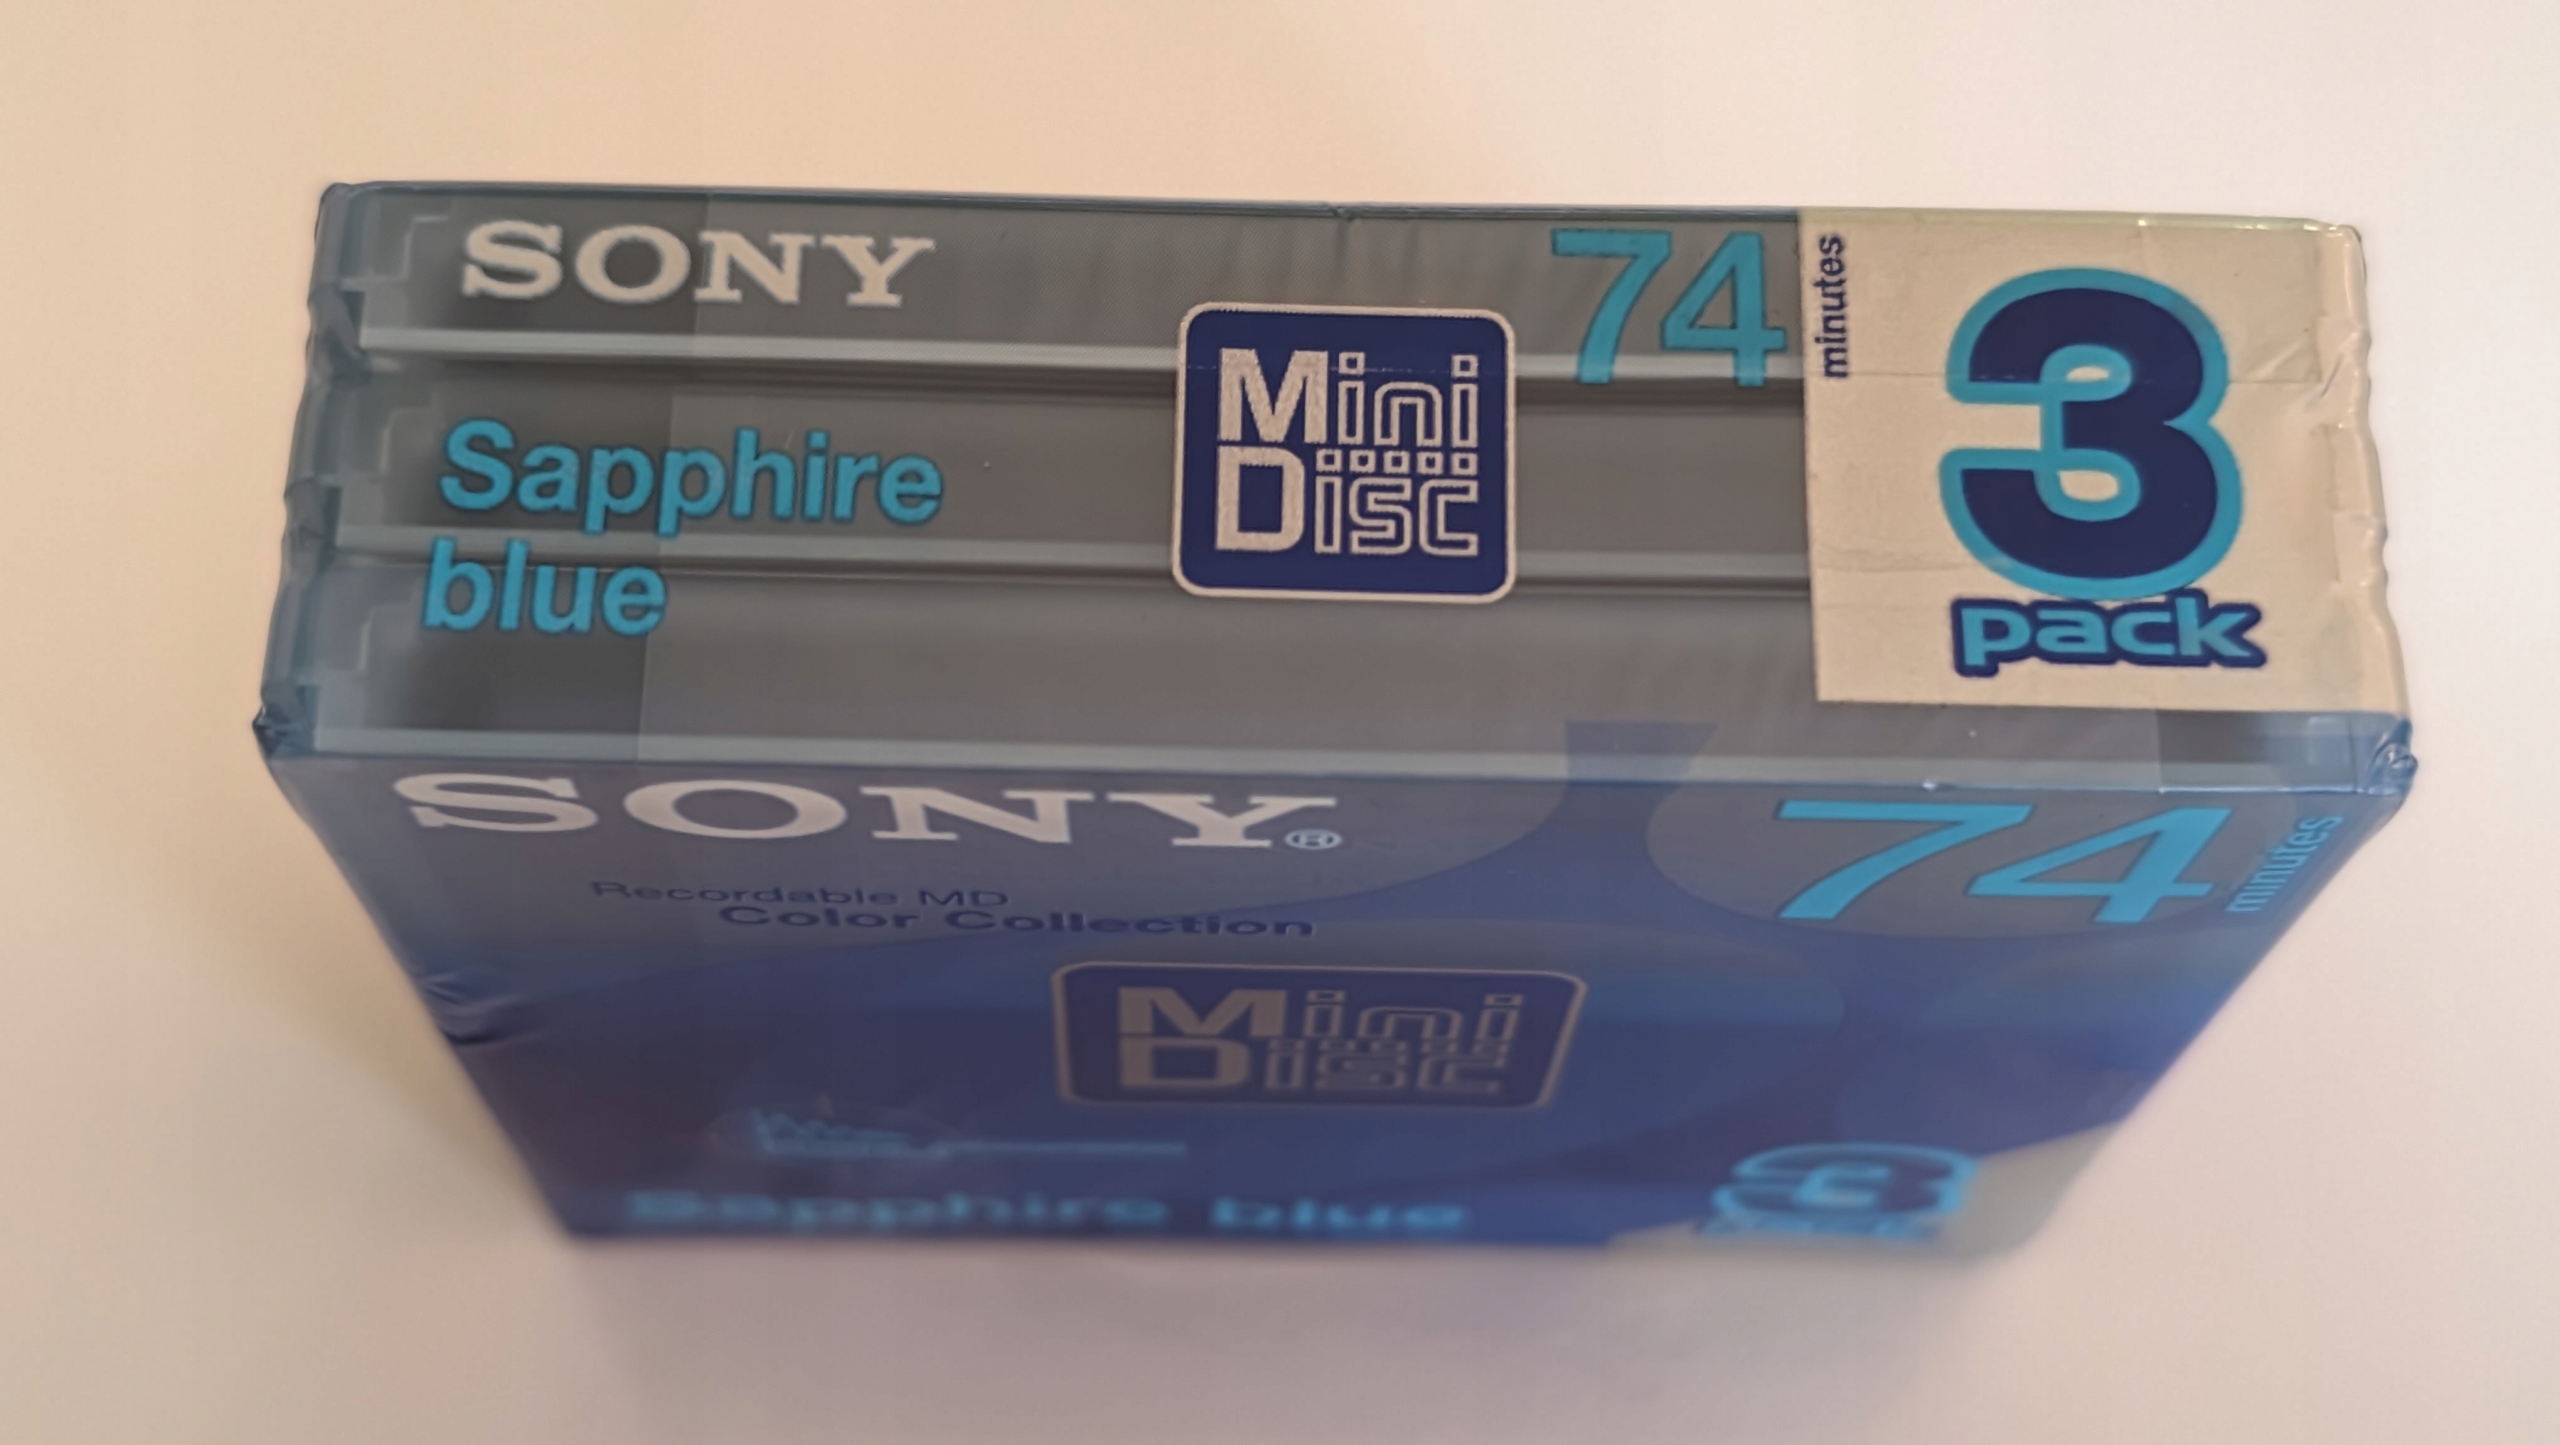 SONY
74
minutes
Mini
Disc
3
pack
Sapphire
blue
SONY®
74
minutes
Recordable MD
Color Collection
Mini
Disc
Sapphire blue
3